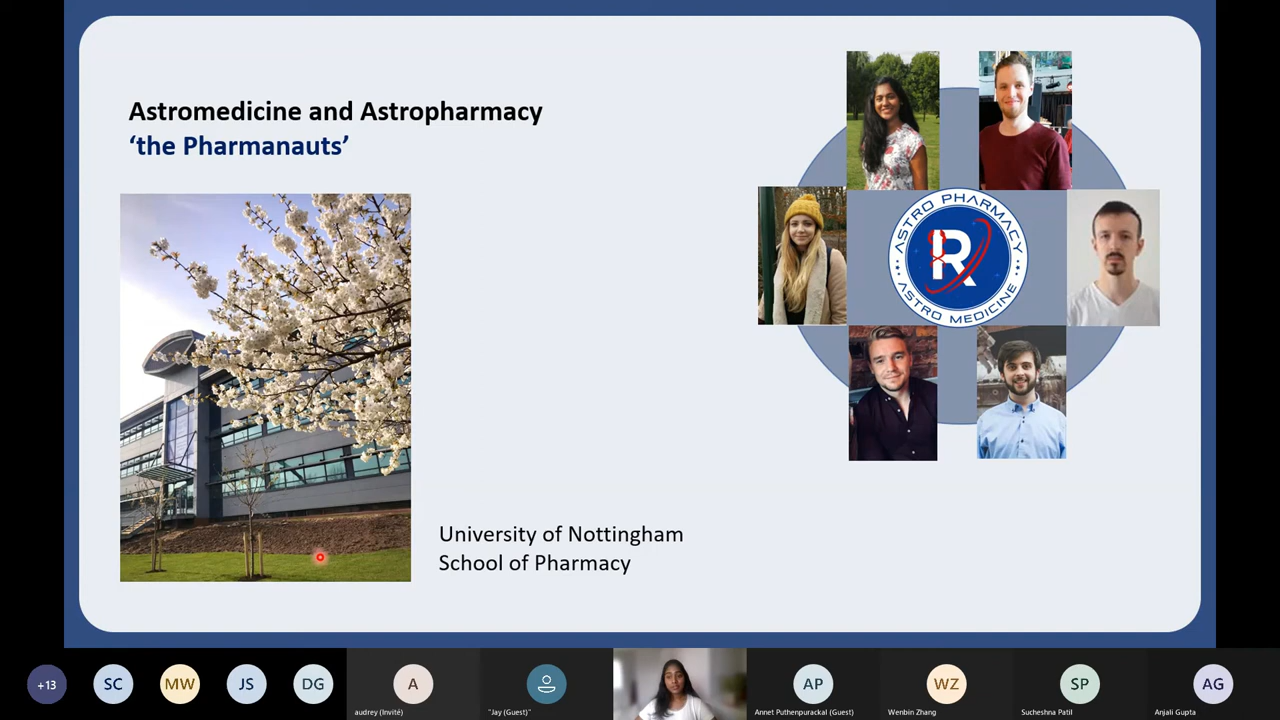 Astromedicine and Astropharmacy
‘the Pharmanauts’
ASTRO PHARMACY
R
ASTRO MEDICINE
University of Nottingham
School of Pharmacy
+13
SC
MW
JS
DG
A
AP
WZ
SP
AG
audrey (Invité)
"Jay (Guest)"
Annet Puthenpurackal (Guest)
Wenbin Zhang
Sucheshna Patil
Anjali Gupta